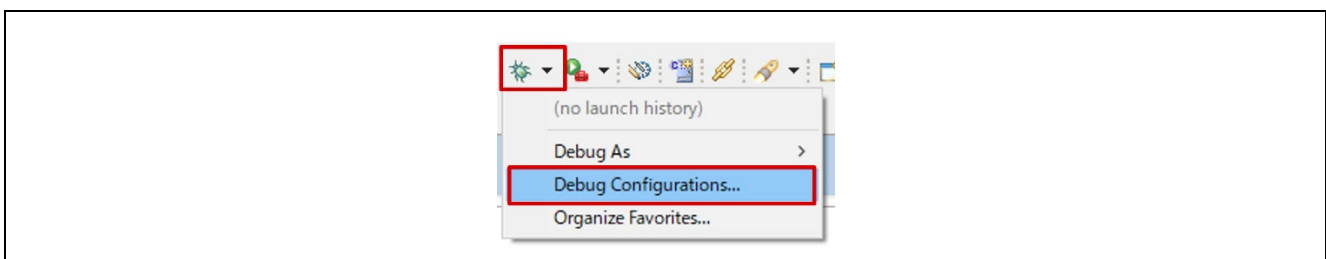 (no launch history)
Debug As
Debug Configurations...
Organize Favorites...